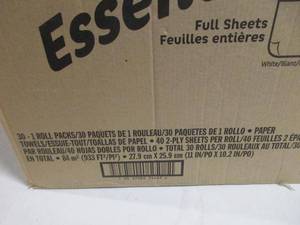 Essen
Full Sheets
Feuilles entières
White/Blanc/
30 - 1 ROLL PACKS/30 PAQUETS DE 1 ROULEAU/30 PAQUETES DE 1 ROLLO • PAPER
TOWELS/ESSUIE-TOUT/TOALLAS DE PAPEL • 40 2-PLY SHEETS PER ROLL/40 FEUILLES 2 ÉPA
PAR ROULEAU/40 HOJAS DOBLES POR ROLLO • TOTAL 30 ROLLS/30 ROULEAUX AU TOTAL/30
EN TOTAL • 84 m² (933 FT²/PI²) • 27.9 cm X 25.9 cm (11 IN/PO X 10.2 IN/PO)